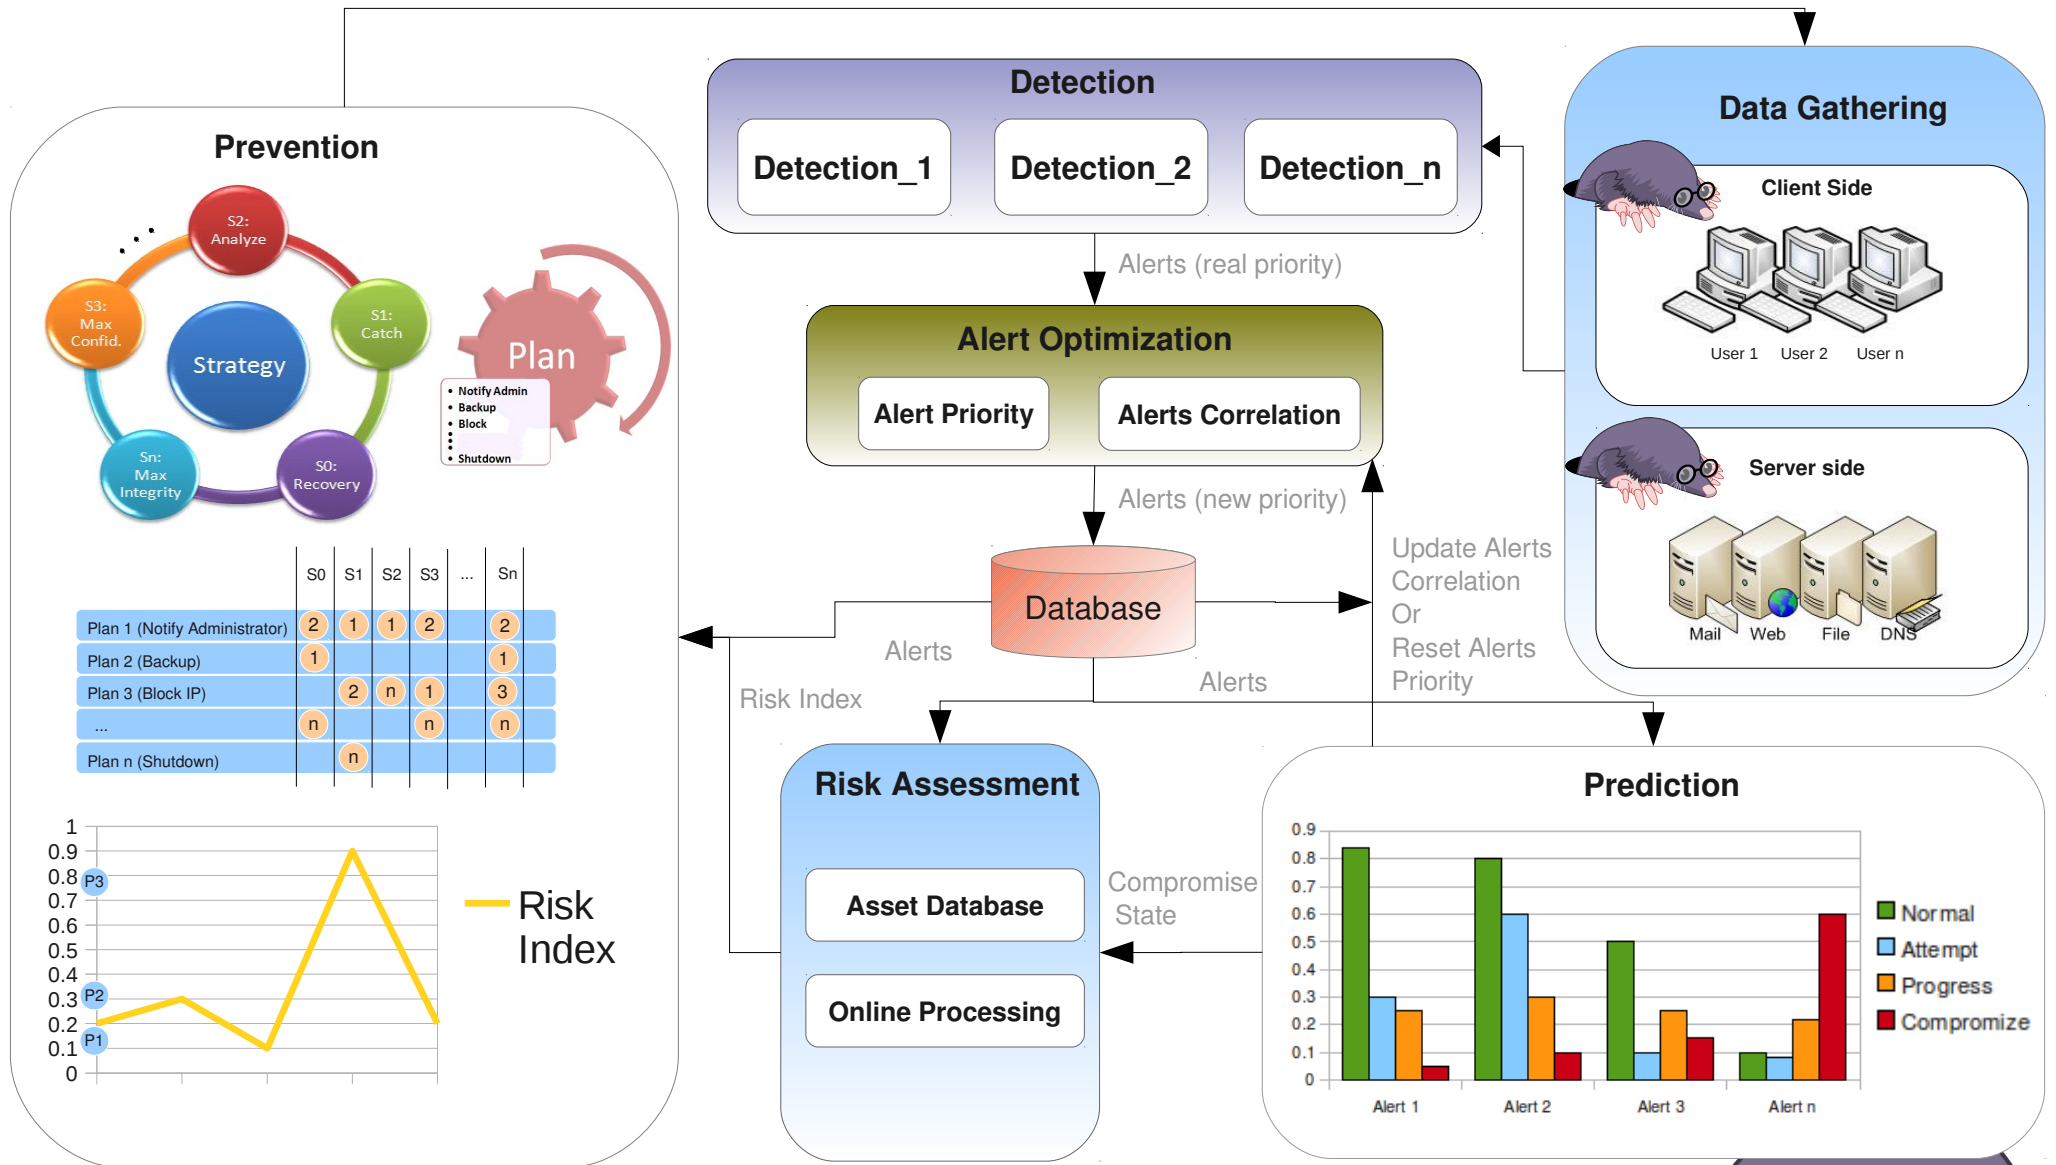 Prevention
S2:
Analyze
S3:
Max
Confid.
S1:
Catch
Strategy
Sn:
Max
Integrity
S0:
Recovery
Plan
• Notify Admin
• Backup
• Block
•
•
• Shutdown
S0 S1 S2 S3 ... Sn
Plan 1 (Notify Administrator) 2 1 1 2 2
Plan 2 (Backup) 1 1
Plan 3 (Block IP) 2 n 1 3
... n n n
Plan n (Shutdown) n
1
0.9
0.8
P3
0.7
0.6
0.5
0.4
0.3
P2
0.2
P1
0.1
0
Risk
Index
Detection
Detection_1 Detection_2 Detection_n
Alerts (real priority)
Alert Optimization
Alert Priority Alerts Correlation
Alerts (new priority)
Database
Alerts
Risk Index
Alerts
Update Alerts
Correlation
Or
Reset Alerts
Priority
Risk Assessment
Asset Database
Online Processing
Compromise
State
Data Gathering
Client Side
User 1 User 2 User n
Server side
Mail Web File DNS
Prediction
0.9
0.8
0.7
0.6
0.5
0.4
0.3
0.2
0.1
0
Alert 1 Alert 2 Alert 3 Alert n
Normal
Attempt
Progress
Compromize